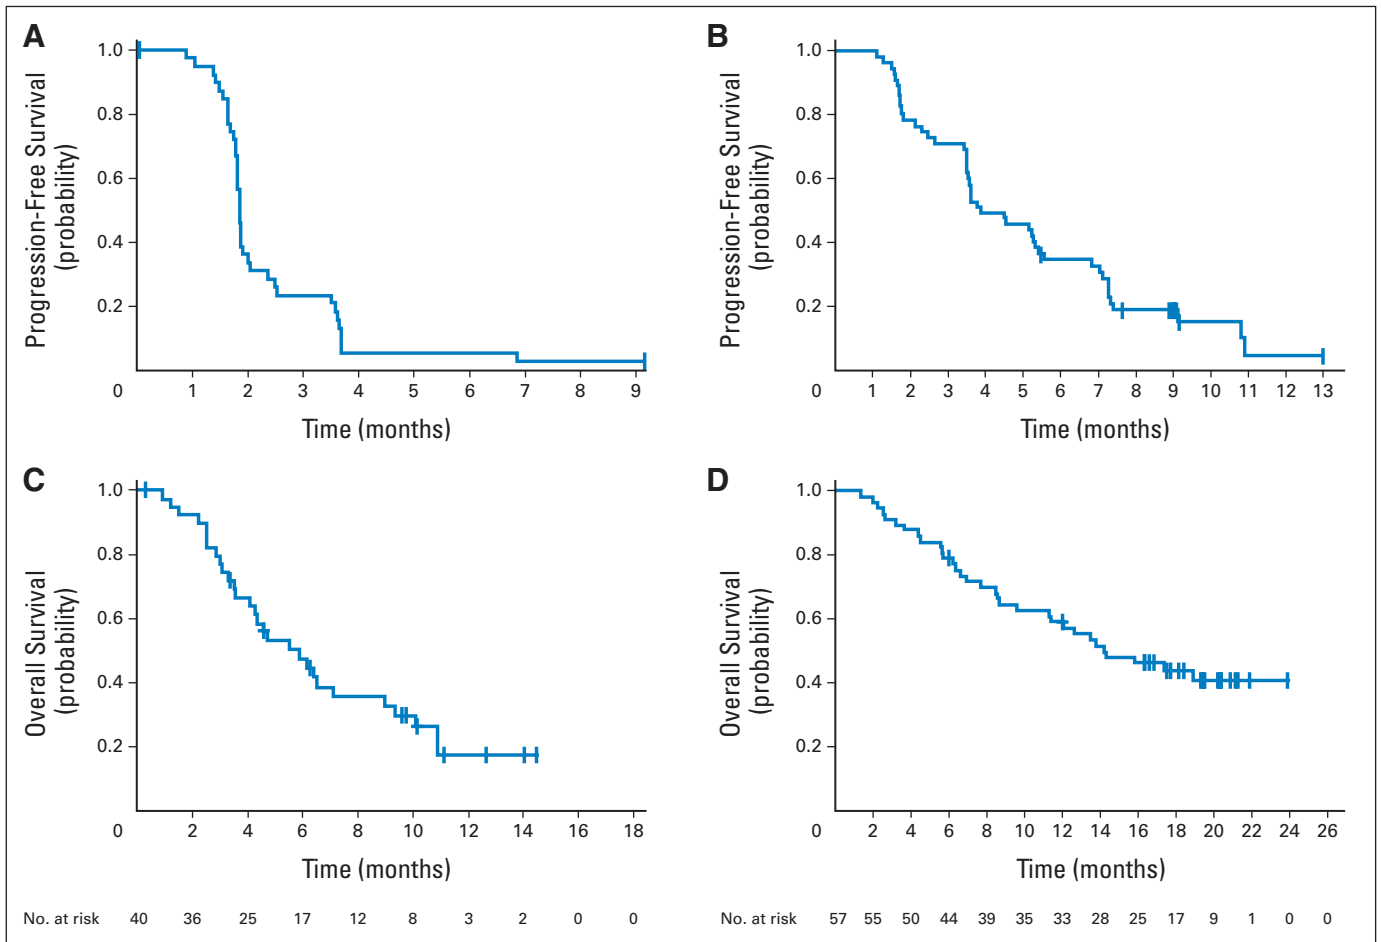 A
Progression-Free Survival
(probability)
1.0
0.8
0.6
0.4
0.2
0 1 2 3 4 5 6 7 8 9
Time (months)
B
Progression-Free Survival
(probability)
1.0
0.8
0.6
0.4
0.2
0 1 2 3 4 5 6 7 8 9 10 11 12 13
Time (months)
C
Overall Survival
(probability)
1.0
0.8
0.6
0.4
0.2
0 2 4 6 8 10 12 14 16 18
Time (months)
No. at risk 40 36 25 17 12 8 3 2 0 0
D
Overall Survival
(probability)
1.0
0.8
0.6
0.4
0.2
0 2 4 6 8 10 12 14 16 18 20 22 24 26
Time (months)
No. at risk 57 55 50 44 39 35 33 28 25 17 9 1 0 0